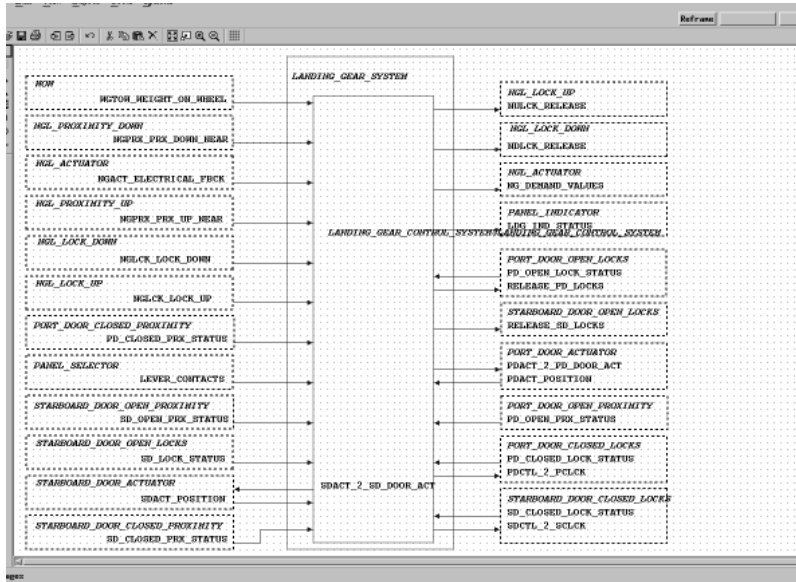 Reframe
LANDING_GEAR_SYSTEM
WOW
WGTOW_WEIGHT_ON_WHEEL
NGL_PROXIMITY_DOWN
NGPRX_PRX_DOWN_NEAR
NGL_ACTUATOR
NGACT_ELECTRICAL_FBCK
NGL_PROXIMITY_UP
NGPRX_PRX_UP_NEAR
NGL_LOCK_DOWN
NGLCK_LOCK_DOWN
NGL_LOCK_UP
NGLCK_LOCK_UP
PORT_DOOR_CLOSED_PROXIMITY
PD_CLOSED_PRX_STATUS
PANEL_SELECTOR
LEVER_CONTACTS
STARBOARD_DOOR_OPEN_PROXIMITY
SD_OPEN_PRX_STATUS
STARBOARD_DOOR_OPEN_LOCKS
SD_LOCK_STATUS
STARBOARD_DOOR_ACTUATOR
SDACT_POSITION
STARBOARD_DOOR_CLOSED_PROXIMITY
SD_CLOSED_PRX_STATUS
LANDING_GEAR_CONTROL_SYSTEM
SDACT_2_SD_DOOR_ACT
NGL_LOCK_UP
NULCK_RELEASE
NGL_LOCK_DOWN
NDLCK_RELEASE
NGL_ACTUATOR
NG_DEMAND_VALUES
PANEL_INDICATOR
LDG_IND_STATUS
LANDING_GEAR_CONTROL_SYSTEM
PORT_DOOR_OPEN_LOCKS
PD_OPEN_LOCK_STATUS
RELEASE_PD_LOCKS
STARBOARD_DOOR_OPEN_LOCKS
RELEASE_SD_LOCKS
PORT_DOOR_ACTUATOR
PDACT_2_PD_DOOR_ACT
PDACT_POSITION
PORT_DOOR_OPEN_PROXIMITY
PD_OPEN_PRX_STATUS
PORT_DOOR_CLOSED_LOCKS
PD_CLOSED_LOCK_STATUS
PDCTL_2_PCLCK
STARBOARD_DOOR_CLOSED_LOCKS
SD_CLOSED_LOCK_STATUS
SDCTL_2_SCLCK